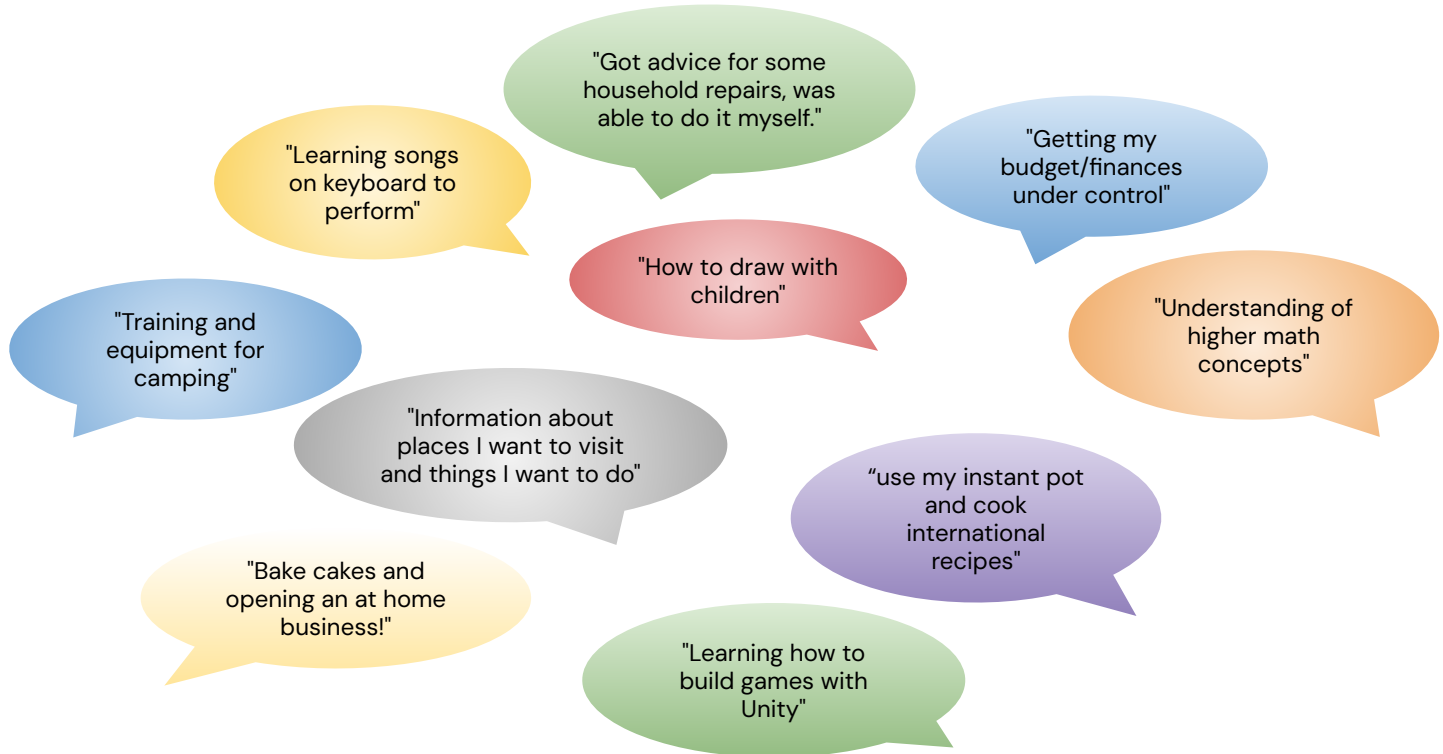 "Got advice for some
household repairs, was
able to do it myself."
"Learning songs
on keyboard to
perform"
"Getting my
budget/finances
under control"
"How to draw with
children"
"Training and
equipment for
camping"
"Understanding of
higher math
concepts"
"Information about
places I want to visit
and things I want to do"
“use my instant pot
and cook
international
recipes"
"Bake cakes and
opening an at home
business!"
"Learning how to
build games with
Unity"